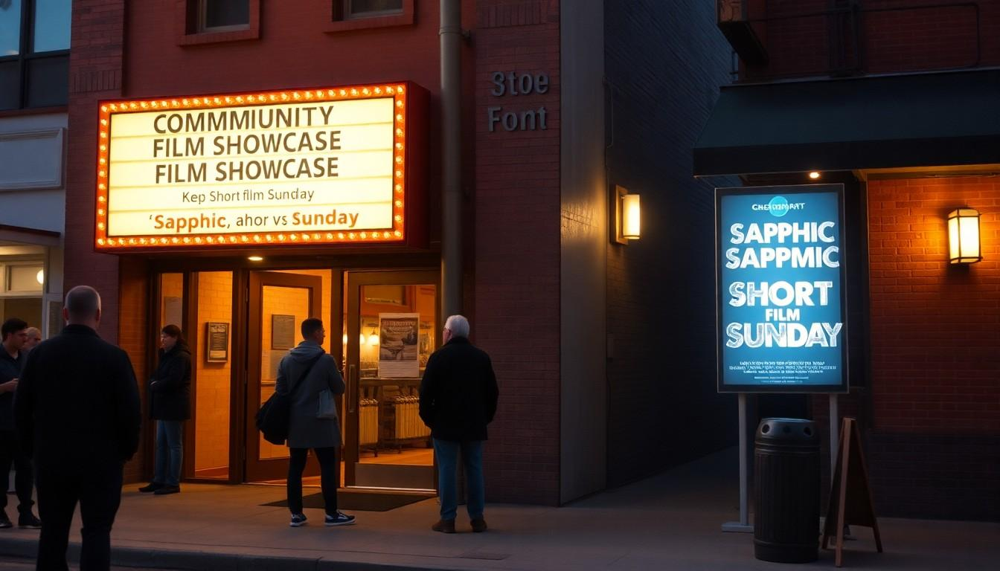 COMMMIUNITY
FILM SHOWCASE
FILM SHOWCASE
Kep Short film Sunday
‘Sapphic, ahor vs Sunday
3toe
Font
SAPPHIC
SAPPMIC
SHORT
FILM
SUNDAY